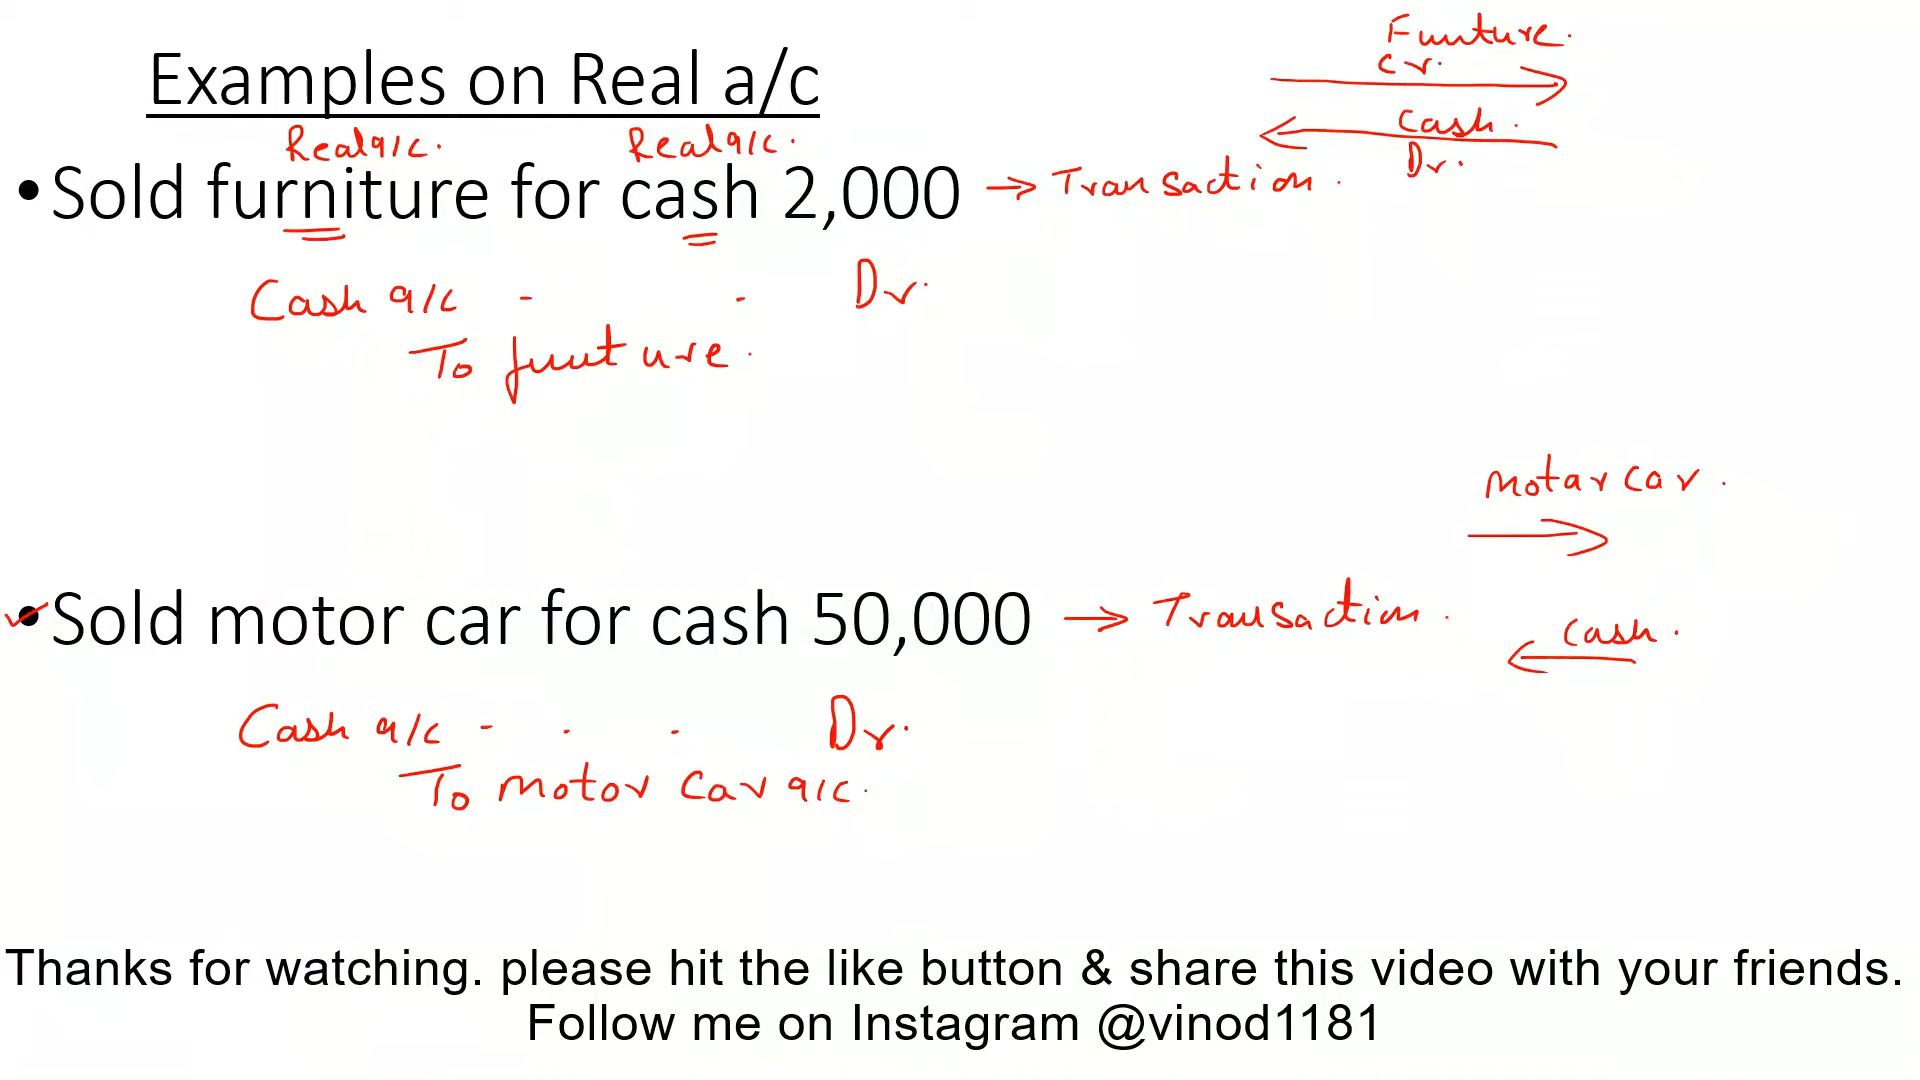 Examples on Real a/c
Funture.
Cr.
Cash.
Dr.
Real a/c. Real a/c.
•Sold furniture for cash 2,000 → Transaction.
Cash a/c - - Dr.
To funture.
Motar car.
•Sold motor car for cash 50,000 → Transaction.
Cash.
Cash a/c - . . Dr.
To motor Car a/c.
Thanks for watching. please hit the like button & share this video with your friends.
Follow me on Instagram @vinod1181